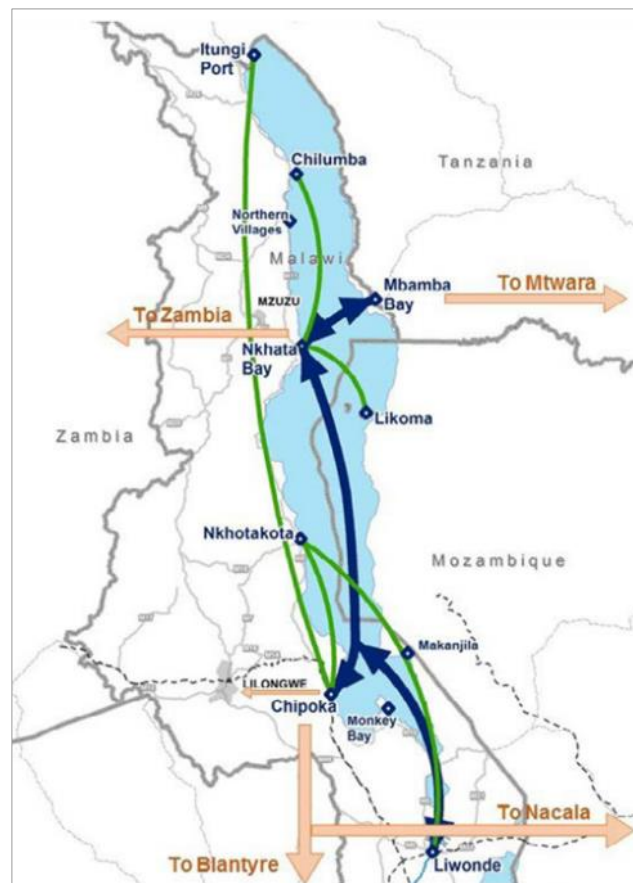 Itungi
Port
Chilumba
Tanzania
Northern
Villages
Malawi
Mbamba
Bay
To Mtwara
MZUZU
To Zambia
Nkhata
Bay
Likoma
Zambia
Nkhotakota
Mozambique
Makanjila
LILONGWE
Chipoka
Monkey
Bay
To Nacala
To Blantyre
Liwonde